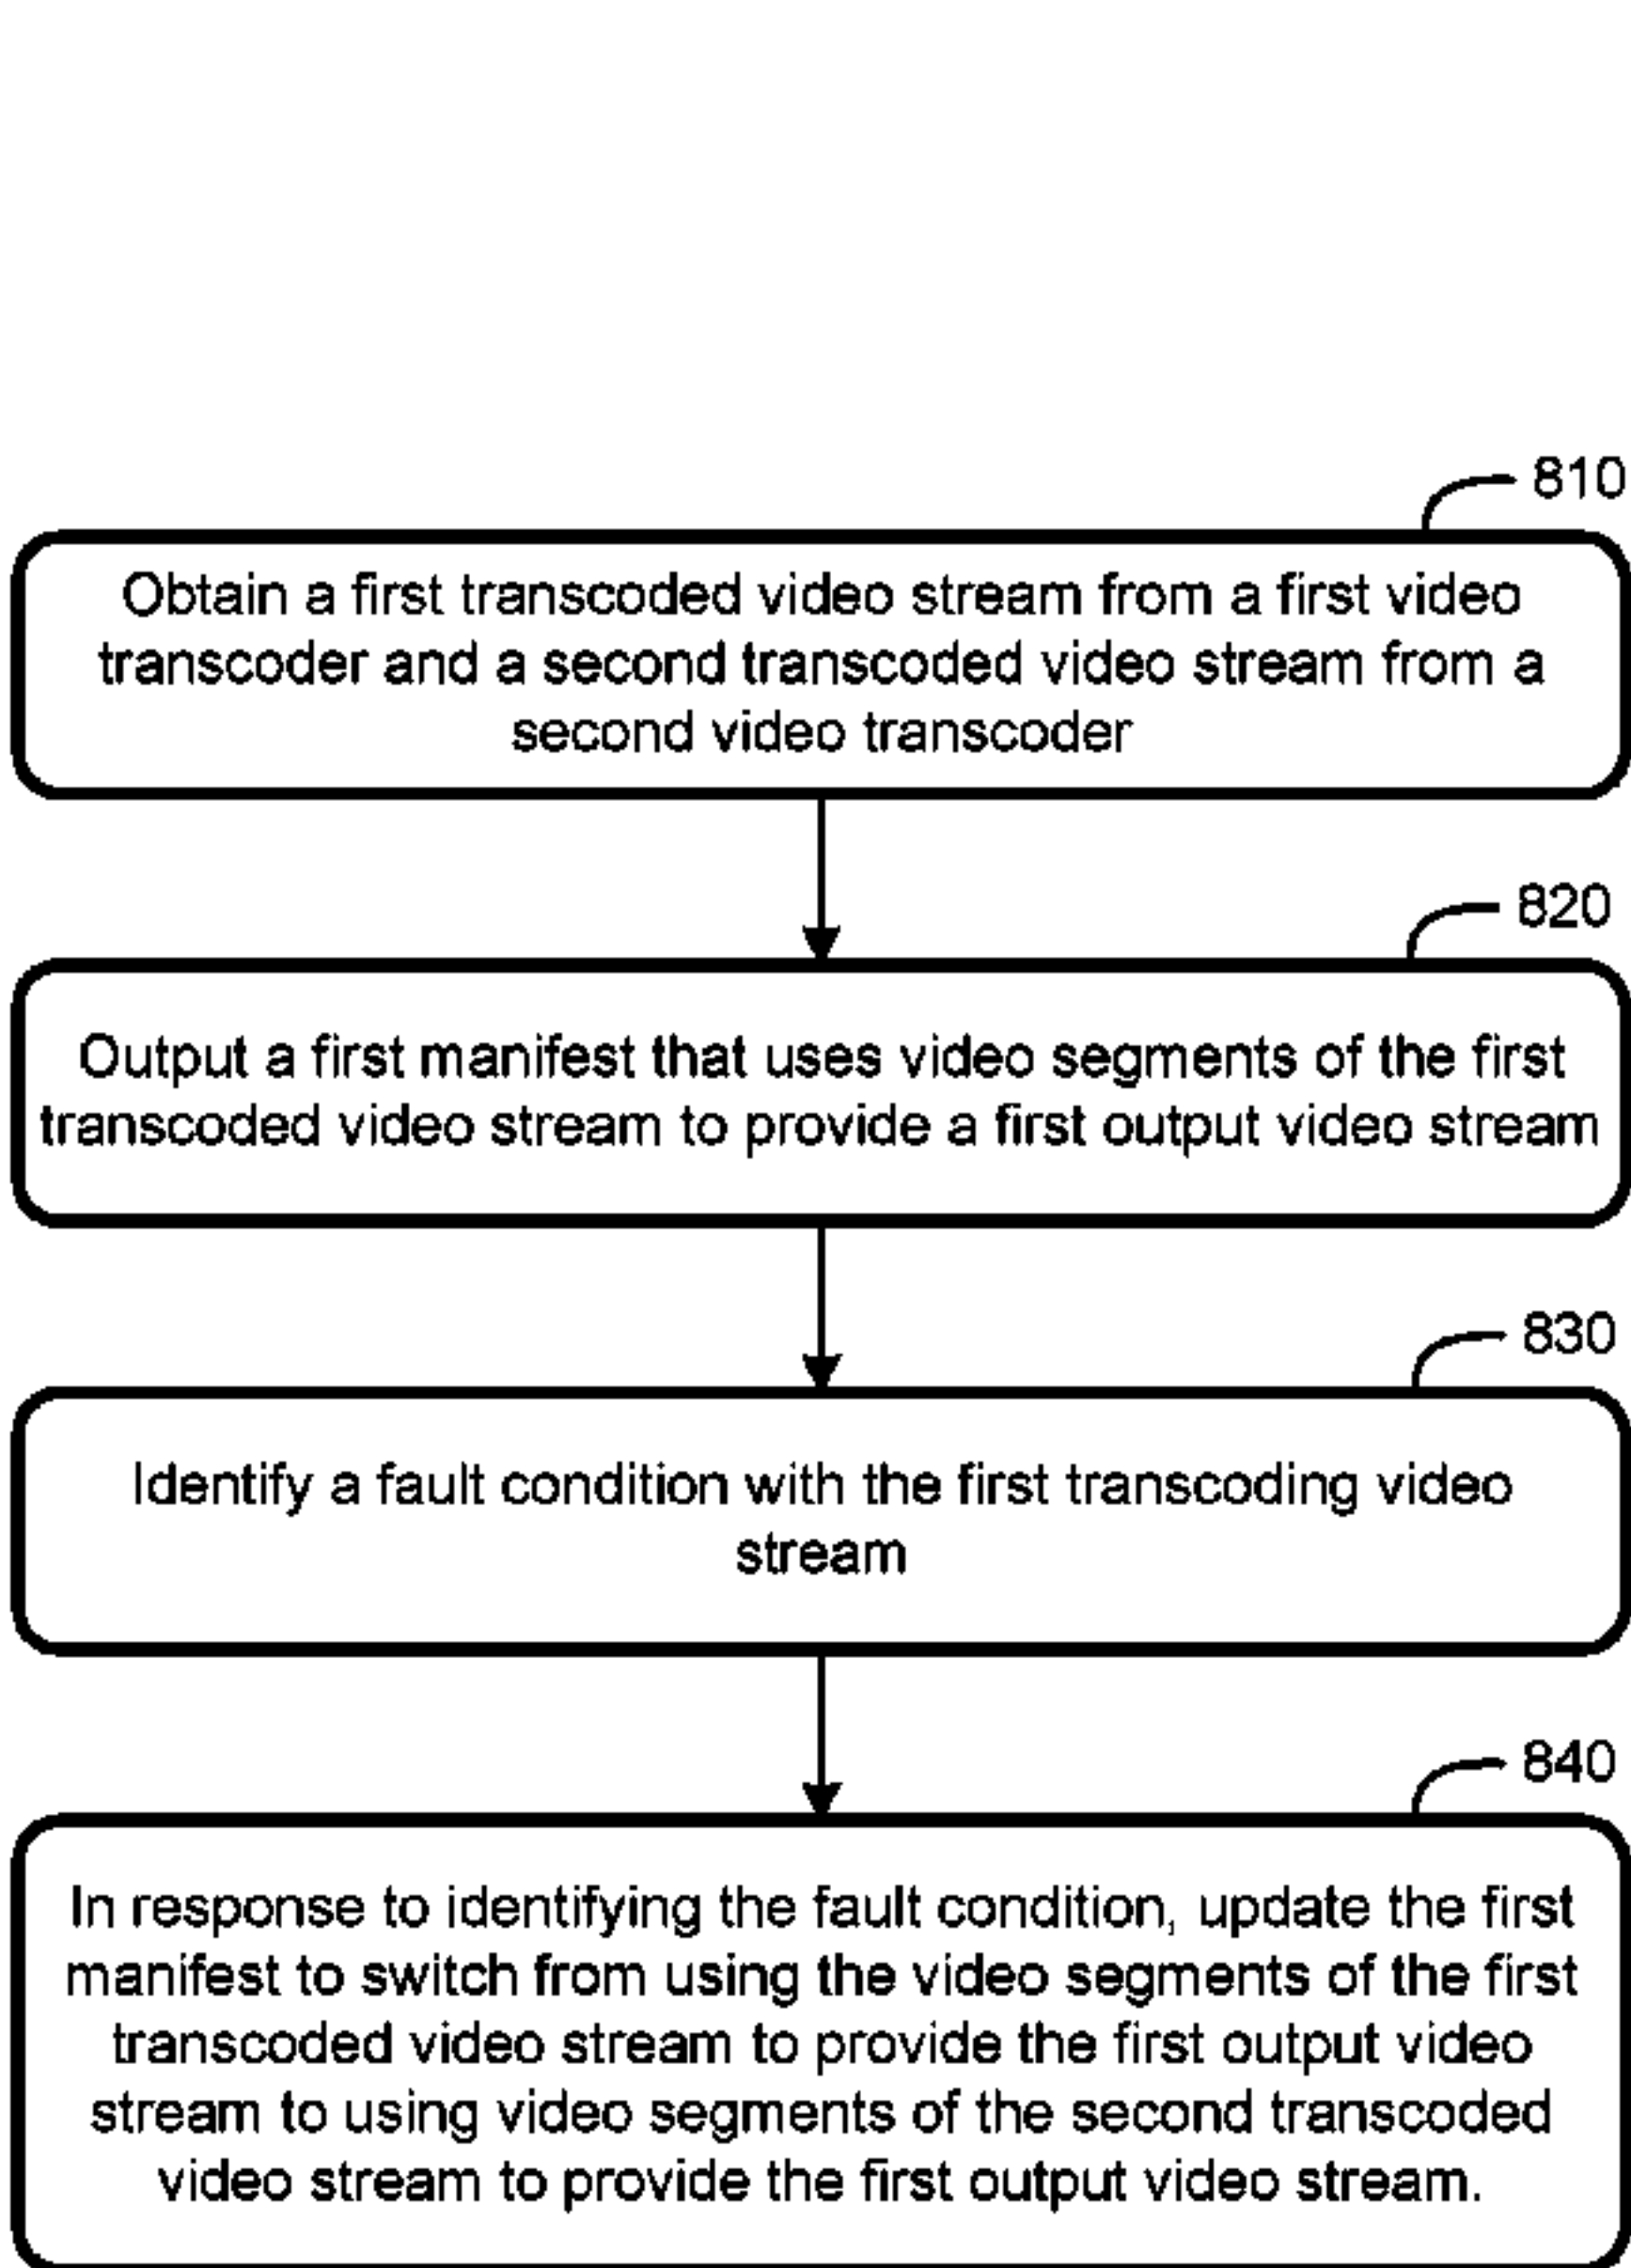 810
Obtain a first transcoded video stream from a first video
transcoder and a second transcoded video stream from a
second video transcoder
820
Output a first manifest that uses video segments of the first
transcoded video stream to provide a first output video stream
830
Identify a fault condition with the first transcoding video
stream
840
In response to identifying the fault condition, update the first
manifest to switch from using the video segments of the first
transcoded video stream to provide the first output video
stream to using video segments of the second transcoded
video stream to provide the first output video stream.